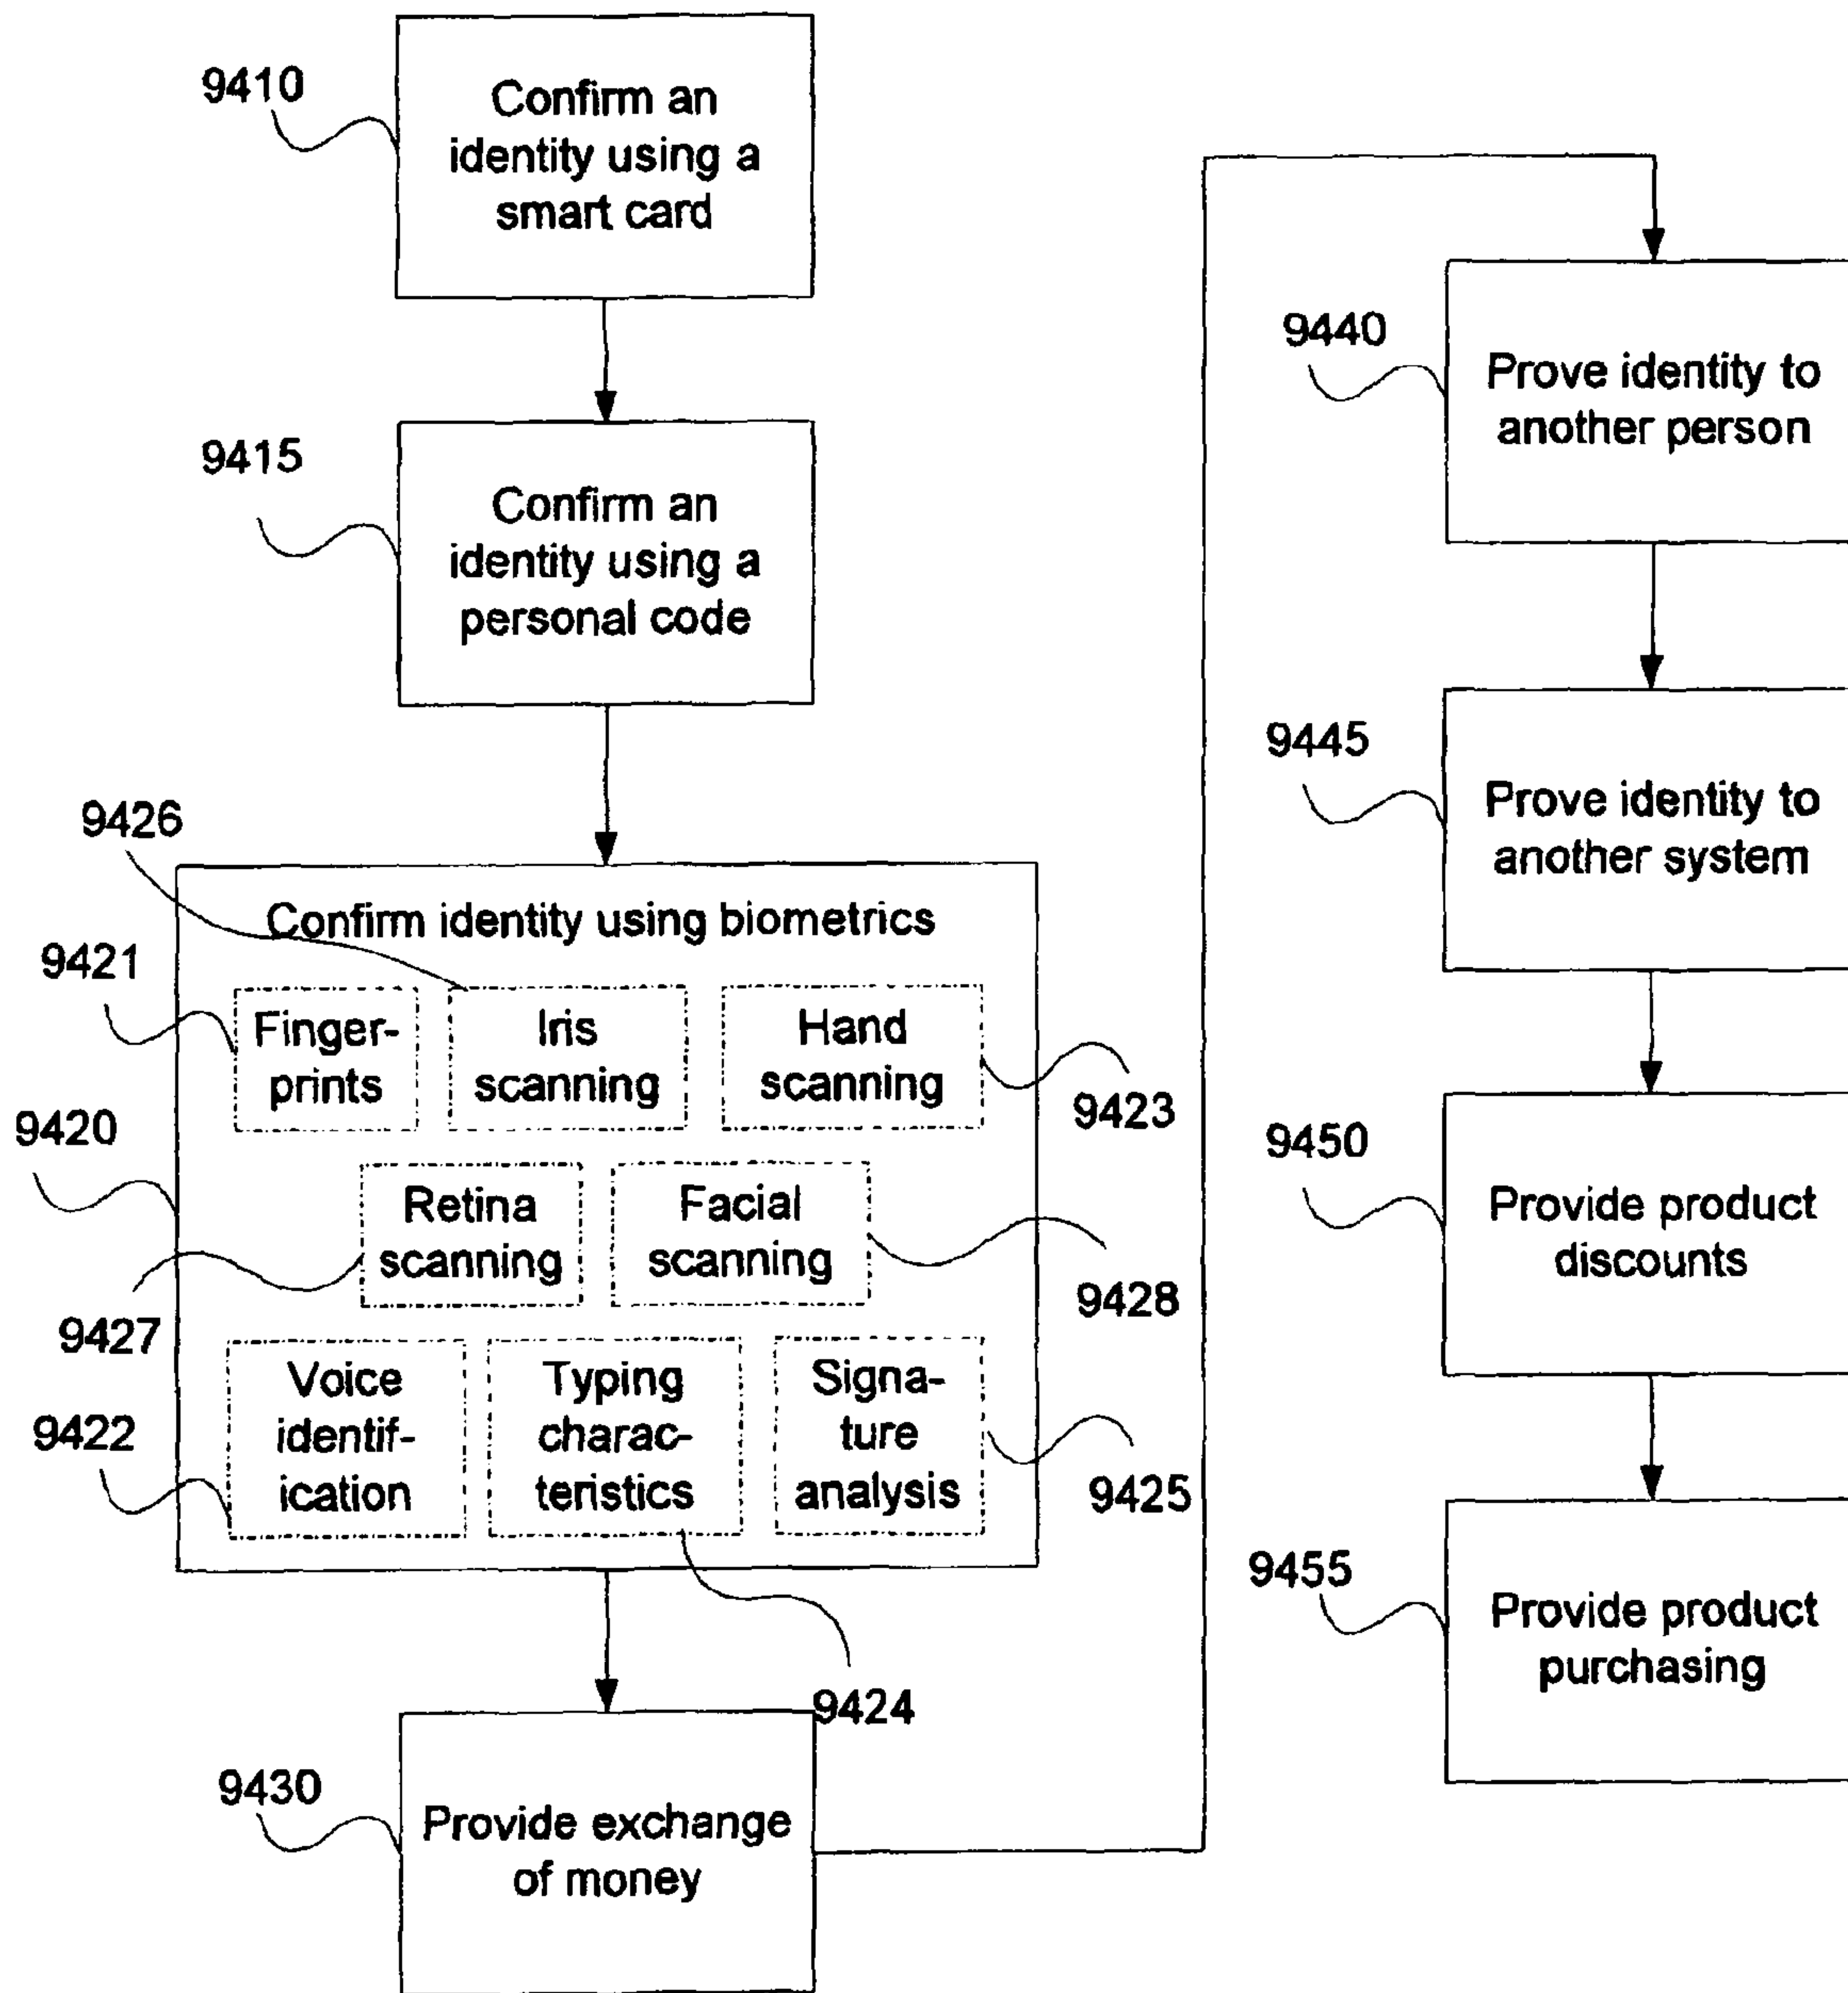 9410
Confirm an
identity using a
smart card
9415
Confirm an
identity using a
personal code
9426
Confirm identity using biometrics
9421
Finger-
prints
Iris
scanning
Hand
scanning
9423
9420
Retina
scanning
Facial
scanning
9427
9428
Voice
identif-
ication
Typing
charac-
teristics
Signa-
ture
analysis
9422
9425
9424
9430
Provide exchange
of money
9440
Prove identity to
another person
9445
Prove identity to
another system
9450
Provide product
discounts
9455
Provide product
purchasing